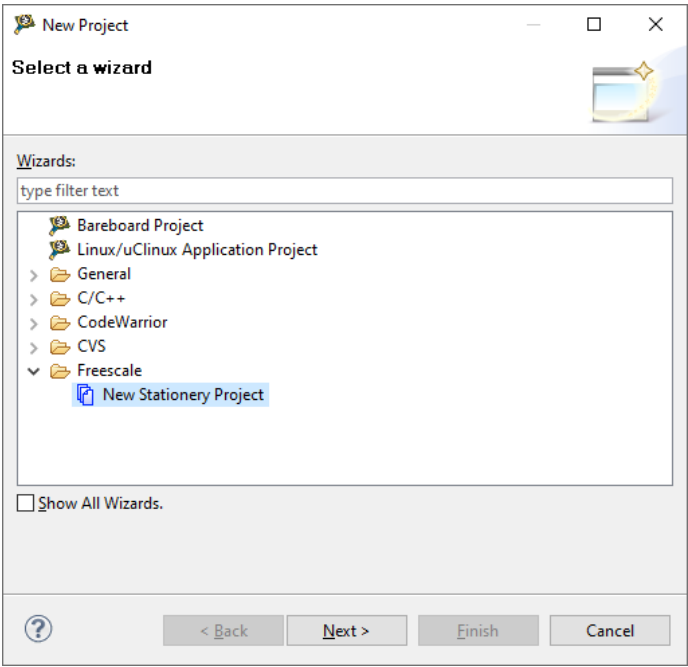 New Project
Select a wizard
Wizards:
type filter text
Bareboard Project
Linux/uClinux Application Project
General
C/C++
CodeWarrior
CVS
Freescale
New Stationery Project
Show All Wizards.
? < Back Next > Finish Cancel